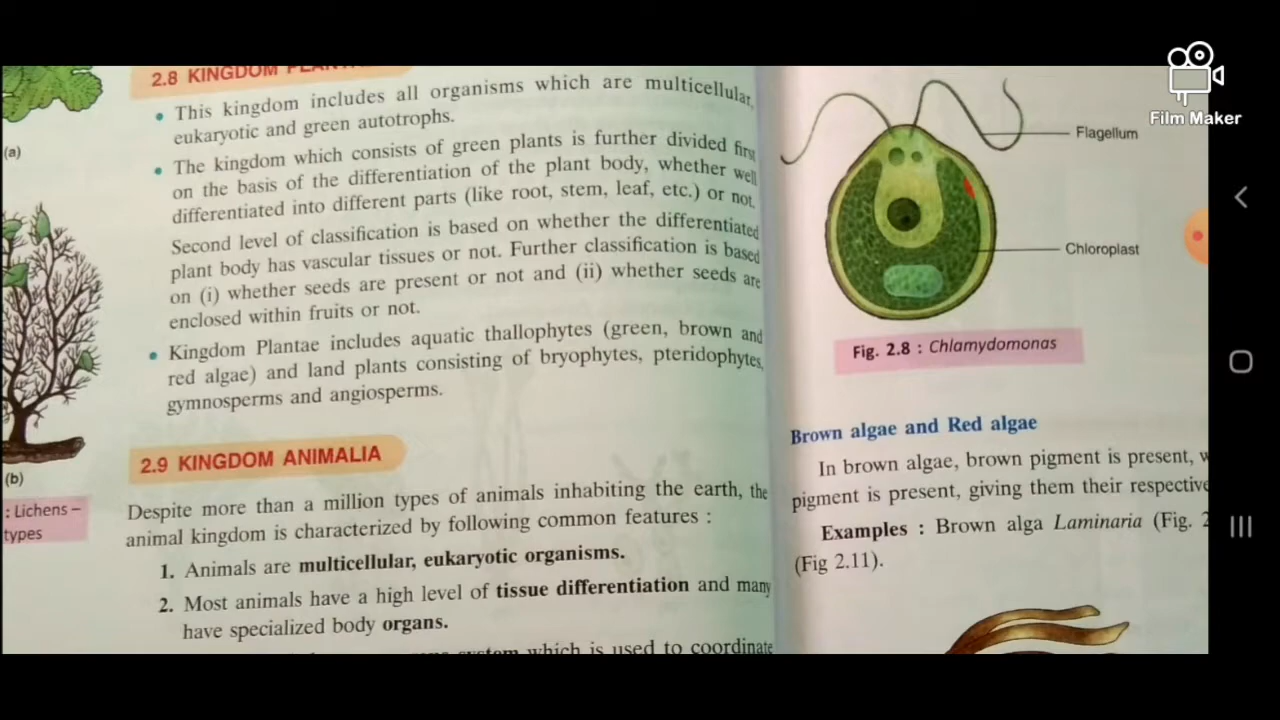 2.8 KINGDOM
This kingdom includes all organisms which are multicellular,
eukaryotic and green autotrophs.
The kingdom which consists of green plants is further divided first
on the basis of the differentiation of the plant body, whether well
differentiated into different parts (like root, stem, leaf, etc.) or not.
Second level of classification is based on whether the differentiated
plant body has vascular tissues or not. Further classification is based
on (i) whether seeds are present or not and (ii) whether seeds are
enclosed within fruits or not.
Kingdom Plantae includes aquatic thallophytes (green, brown and
red algae) and land plants consisting of bryophytes, pteridophytes,
gymnosperms and angiosperms.
2.9 KINGDOM ANIMALIA
Despite more than a million types of animals inhabiting the earth, the
animal kingdom is characterized by following common features :
1. Animals are multicellular, eukaryotic organisms.
2. Most animals have a high level of tissue differentiation and many
have specialized body organs.
which is used to coordinate
(a)
(b)
: Lichens –
types
Flagellum
Chloroplast
Fig. 2.8 : Chlamydomonas
Brown algae and Red algae
In brown algae, brown pigment is present,
pigment is present, giving them their respective
Examples : Brown alga Laminaria (Fig.
(Fig 2.11).
Film Maker